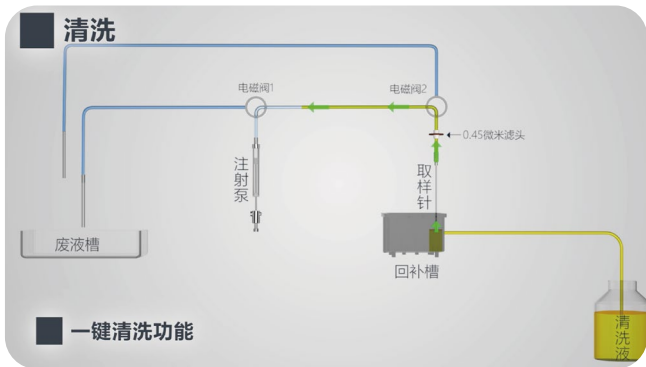 清洗
电磁阀1
电磁阀2
0.45微米滤头
注射泵
取样针
废液槽
回补槽
清洗液
一键清洗功能